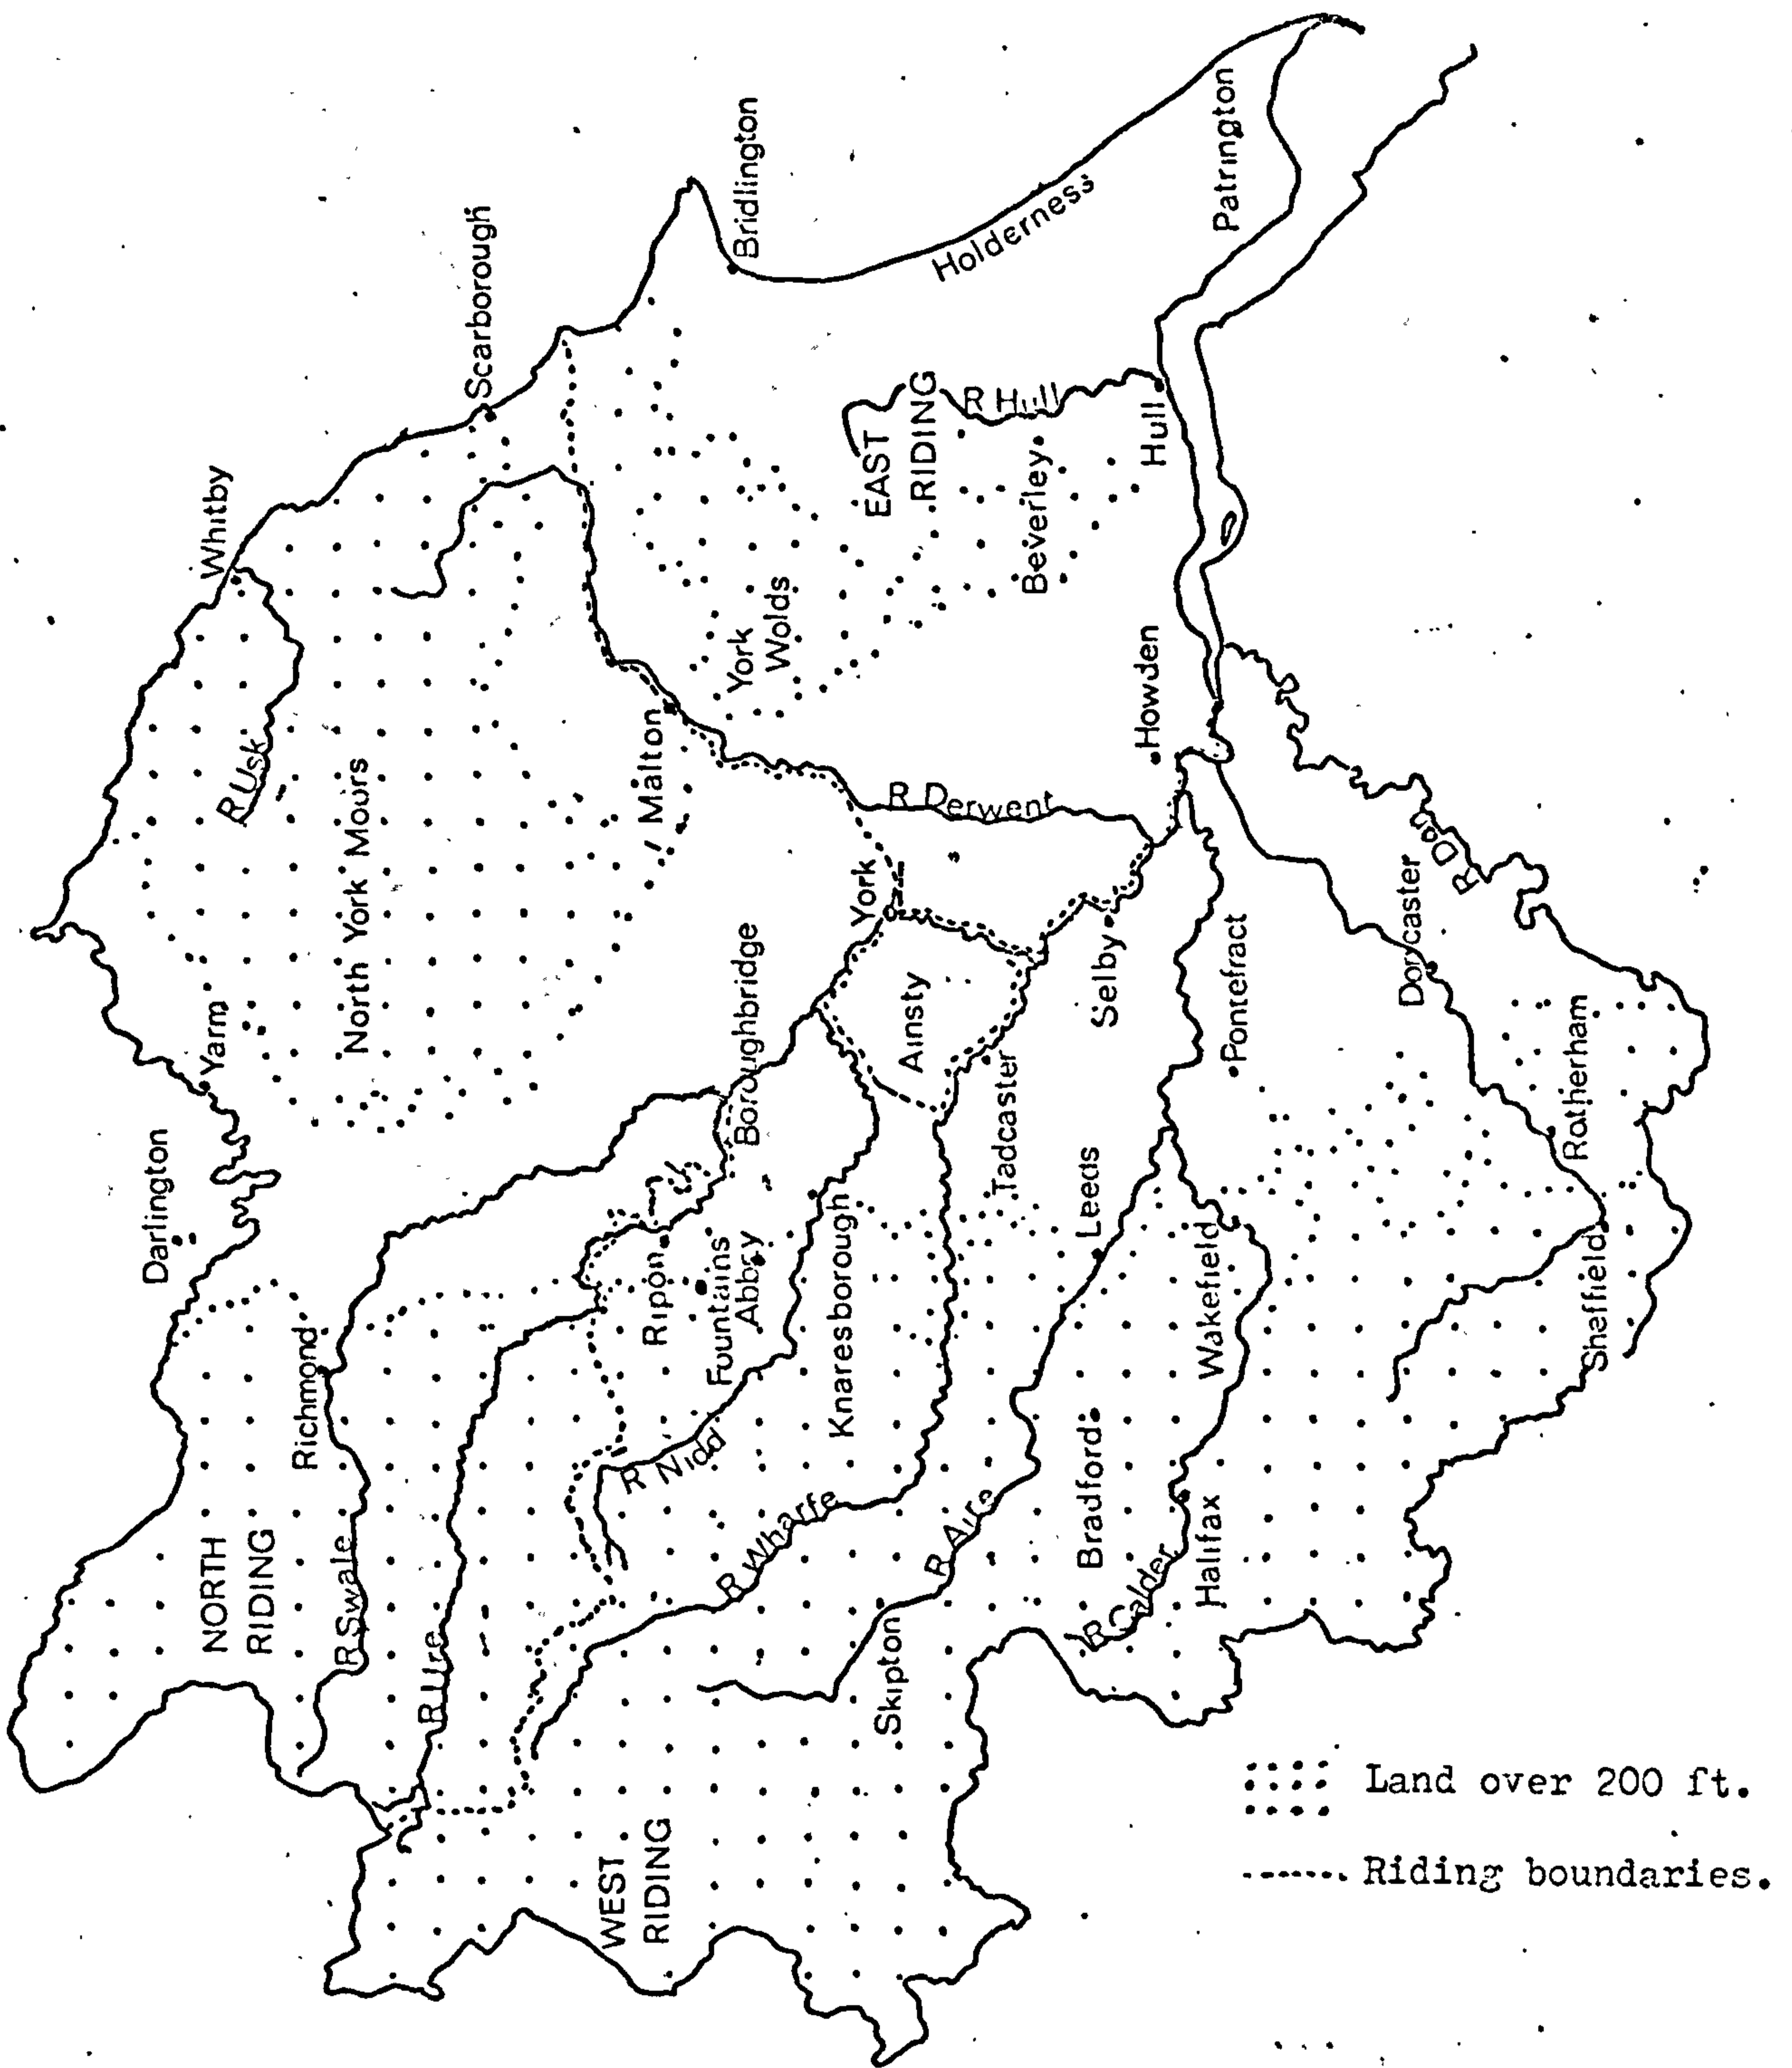 Darlington
Yarm
Whitby
R Usk
Scarborough
Richmond
NORTH
RIDING
R Swale
R Ure
North York Moors
Malton
Bridlington
York
Wolds
Holderness
EAST
RIDING
R Hull
Beverley
Hull
Patrington
Howden
R Derwent
York
Ainsty
Boroughbridge
Ripon
Fountains
Abbey
Knaresborough
R Nidd
R Wharfe
R Aire
Skipton
WEST
RIDING
Tadcaster
Selby
Leeds
Bradford
R Calder
Halifax
Wakefield
Pontefract
Doncaster
R Don
Rotherham
Sheffield
Land over 200 ft.
Riding boundaries.